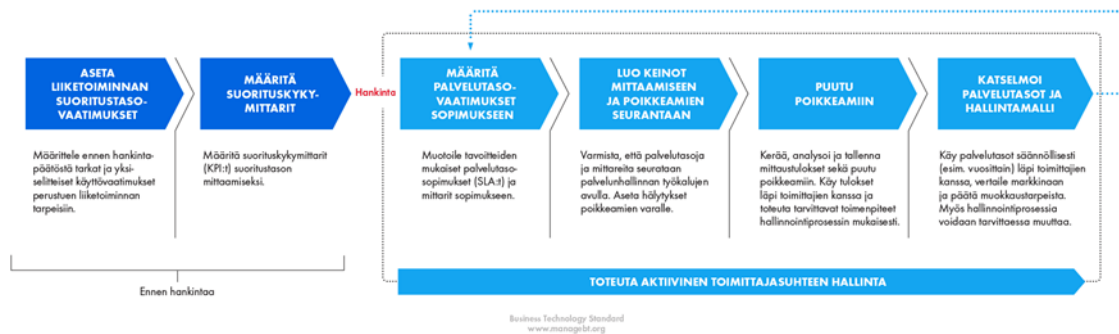 ASETA
LIIKETOIMINNAN
SUORITUSTASO-
VAATIMUKSET
Määrittele ennen hankinta-
päätöstä tarkat ja yksi-
selitteiset käyttövaatimukset
perustuen liiketoiminnan
tarpeisiin.
MÄÄRITÄ
SUORITUSKYKY-
MITTARIT
Määritä suorituskykymittarit
(KPI:t) suoritustason
mittaamiseksi.
Ennen hankintaa
Hankinta
MÄÄRITÄ
PALVELUTASO-
VAATIMUKSET
SOPIMUKSEEN
Muotoile tavoitteiden
mukaiset palvelutaso-
sopimukset (SLA:t) ja
mittarit sopimukseen.
LUO KEINOT
MITTAAMISEEN
JA POIKKEAMIEN
SEURANTAAN
Varmista, että palvelutasoja
ja mittareita seurataan
palvelunhallinnan työkalujen
avulla. Aseta hälytykset
poikkeamien varalle.
PUUTU
POIKKEAMIIN
Kerää, analysoi ja tallenna
mittaustulokset sekä puutu
poikkeamiin. Käy tulokset
läpi toimittajien kanssa ja
toteuta tarvittavat toimenpiteet
hallinnointiprosessin mukaisesti.
KATSELMOI
PALVELUTASOT JA
HALLINTAMALLI
Käy palvelutasot säännöllisesti
(esim. vuosittain) läpi toimittajien
kanssa, vertaile markkinaan
ja päätä muokkaustarpeista.
Myös hallinnointiprosessia
voidaan tarvittaessa muuttaa.
TOTEUTA AKTIIVINEN TOIMITTAJASUHTEEN HALLINTA
Business Technology Standard
www.managebt.org